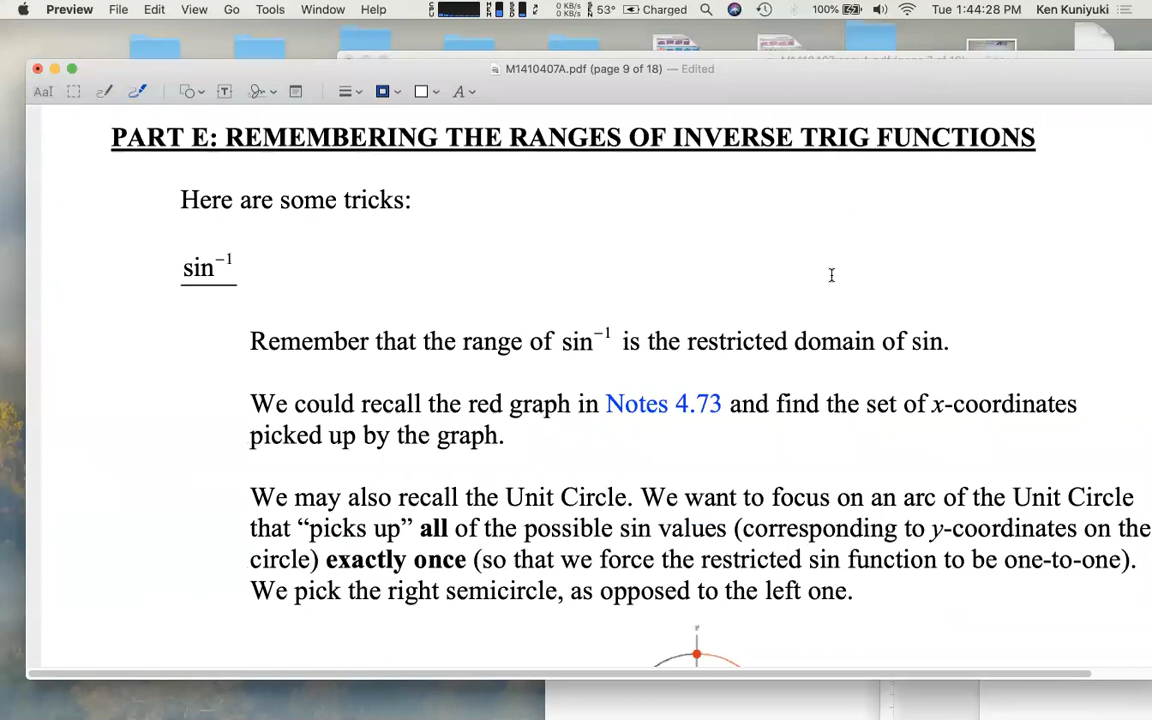 Preview File Edit View Go Tools Window Help 0 KB/s 0 KB/s 53° Charged 100% Tue 1:44:28 PM Ken Kuniyuki
M1410407A.pdf (page 9 of 18) — Edited
PART E: REMEMBERING THE RANGES OF INVERSE TRIG FUNCTIONS
Here are some tricks:
sin⁻¹
Remember that the range of sin⁻¹ is the restricted domain of sin.
We could recall the red graph in Notes 4.73 and find the set of x-coordinates
picked up by the graph.
We may also recall the Unit Circle. We want to focus on an arc of the Unit Circle
that “picks up” all of the possible sin values (corresponding to y-coordinates on the
circle) exactly once (so that we force the restricted sin function to be one-to-one).
We pick the right semicircle, as opposed to the left one.